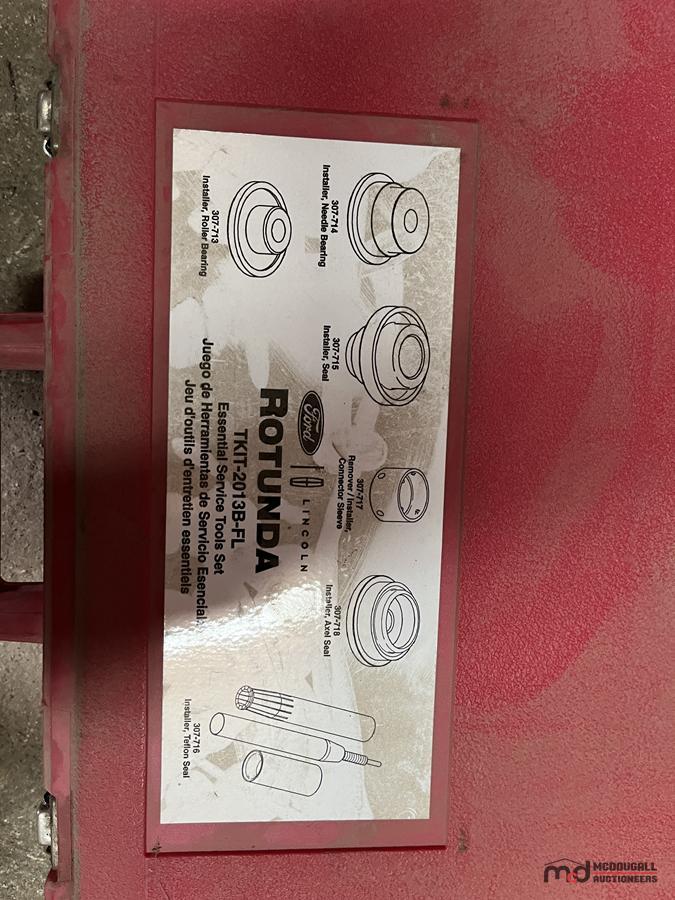 307-714
Installer, Needle Bearing
307-715
Installer, Seal
307-717
Remover / Installer,
Connector Sleeve
307-718
Installer, Axel Seal
307-713
Installer, Roller Bearing
Ford
LINCOLN
ROTUNDA
TKIT-2013B-FL
Essential Service Tools Set
Juego de Herramientas de Servicio Esencial
Jeu d'outils d'entretien essentiels
307-716
Installer, Teflon Seal
md MCDOUGALL
AUCTIONEERS